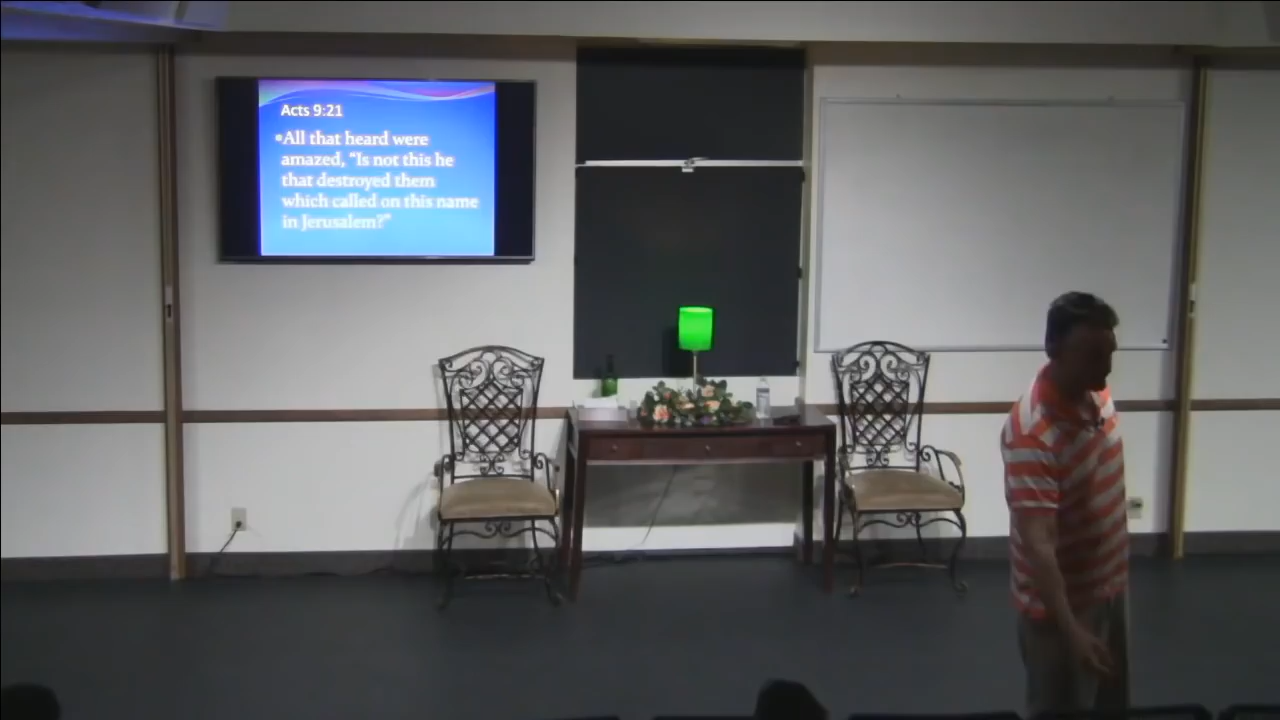 Acts 9:21
•All that heard were
amazed, “Is not this he
that destroyed them
which called on this name
in Jerusalem?”